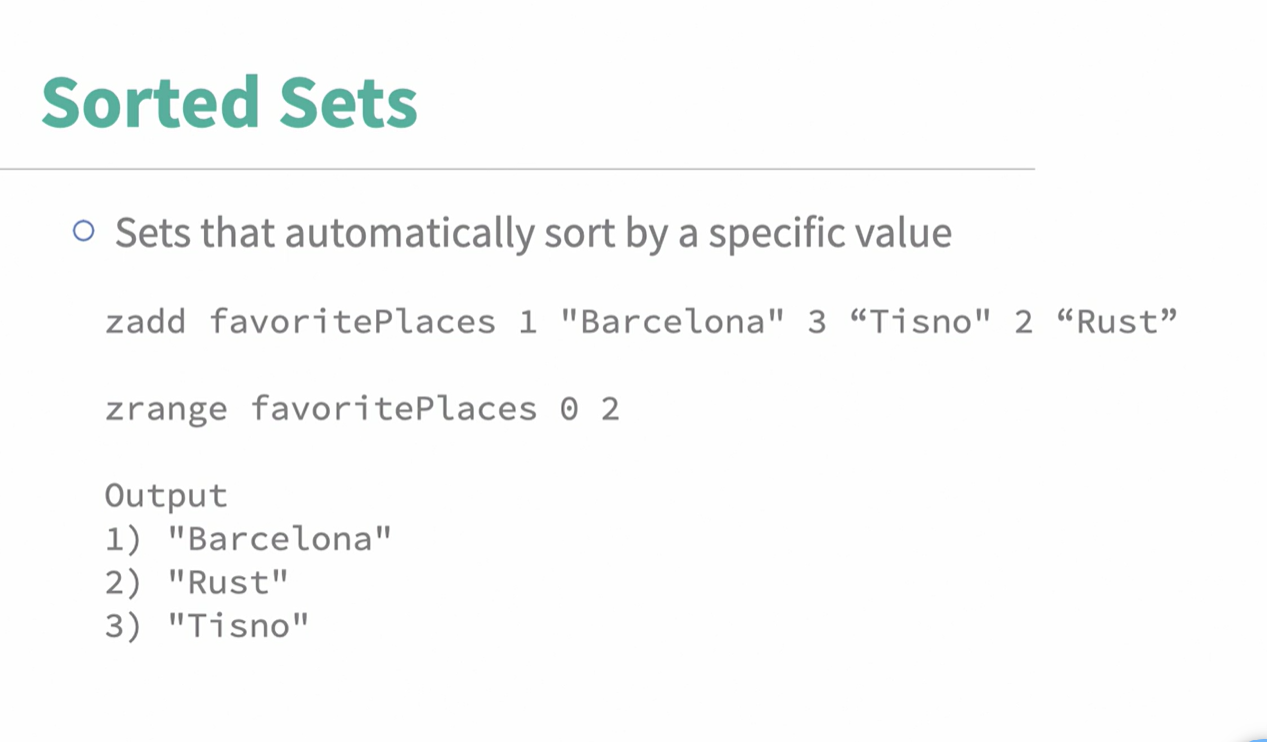 Sorted Sets
Sets that automatically sort by a specific value
zadd favoritePlaces 1 "Barcelona" 3 “Tisno" 2 “Rust”
zrange favoritePlaces 0 2
Output
1) "Barcelona"
2) "Rust"
3) "Tisno"